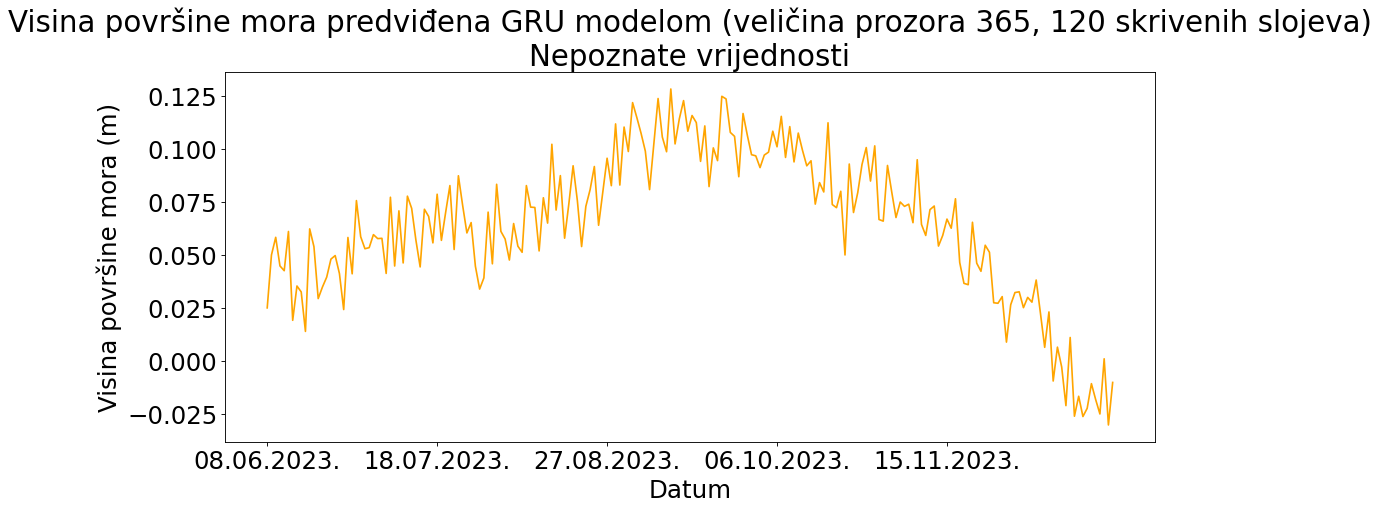 Visina površine mora predviđena GRU modelom (veličina prozora 365, 120 skrivenih slojeva)
Nepoznate vrijednosti
Visina površine mora (m)
0.125
0.100
0.075
0.050
0.025
0.000
−0.025
08.06.2023. 18.07.2023. 27.08.2023. 06.10.2023. 15.11.2023.
Datum